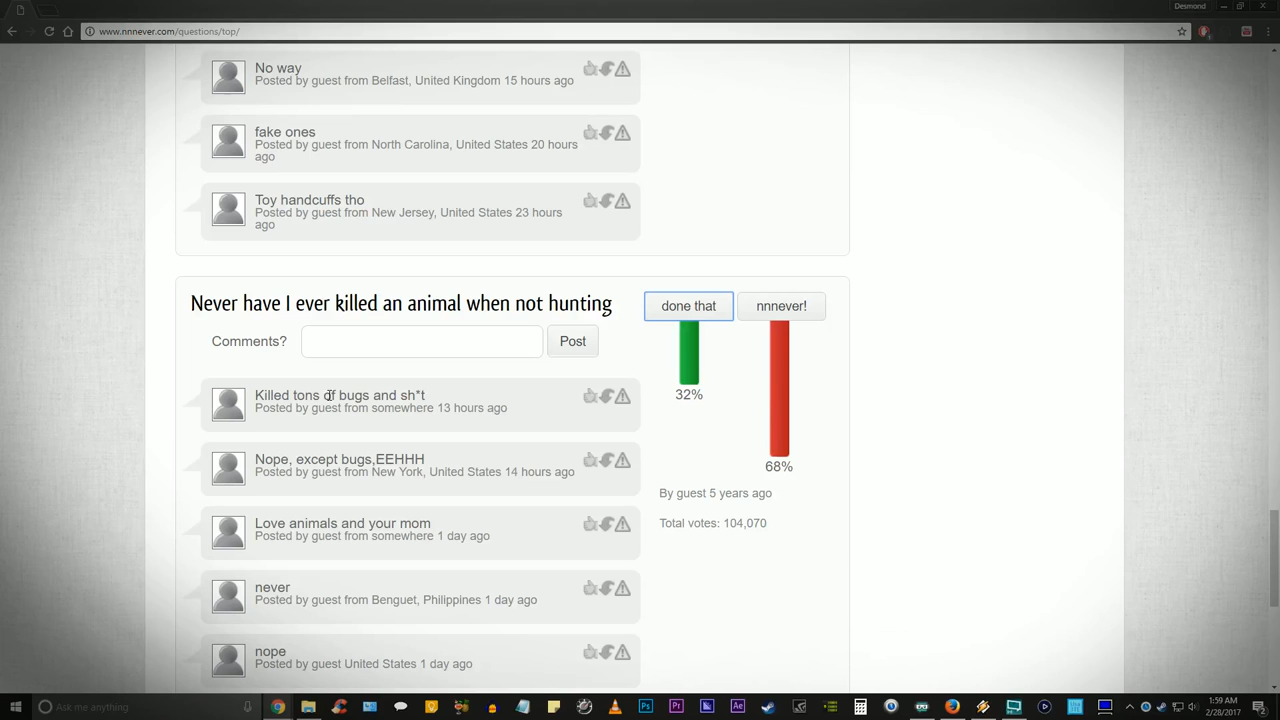 Desmond
www.nnnever.com/questions/top/
No way
Posted by guest from Belfast, United Kingdom 15 hours ago
fake ones
Posted by guest from North Carolina, United States 20 hours
ago
Toy handcuffs tho
Posted by guest from New Jersey, United States 23 hours
ago
Never have I ever killed an animal when not hunting
done that
nnnever!
Comments?
Post
32%
68%
Killed tons off bugs and sh*t
Posted by guest from somewhere 13 hours ago
Nope, except bugs,EEHHH
Posted by guest from New York, United States 14 hours ago
By guest 5 years ago
Total votes: 104,070
Love animals and your mom
Posted by guest from somewhere 1 day ago
never
Posted by guest from Benguet, Philippines 1 day ago
nope
Posted by guest United States 1 day ago
Ask me anything
Ps
Pr
Ae
1:59 AM
2/28/2017